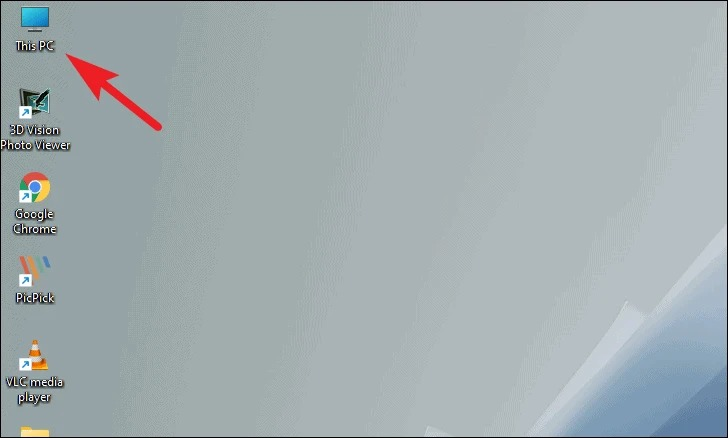 This PC
3D Vision
Photo Viewer
Google
Chrome
PicPick
VLC media
player